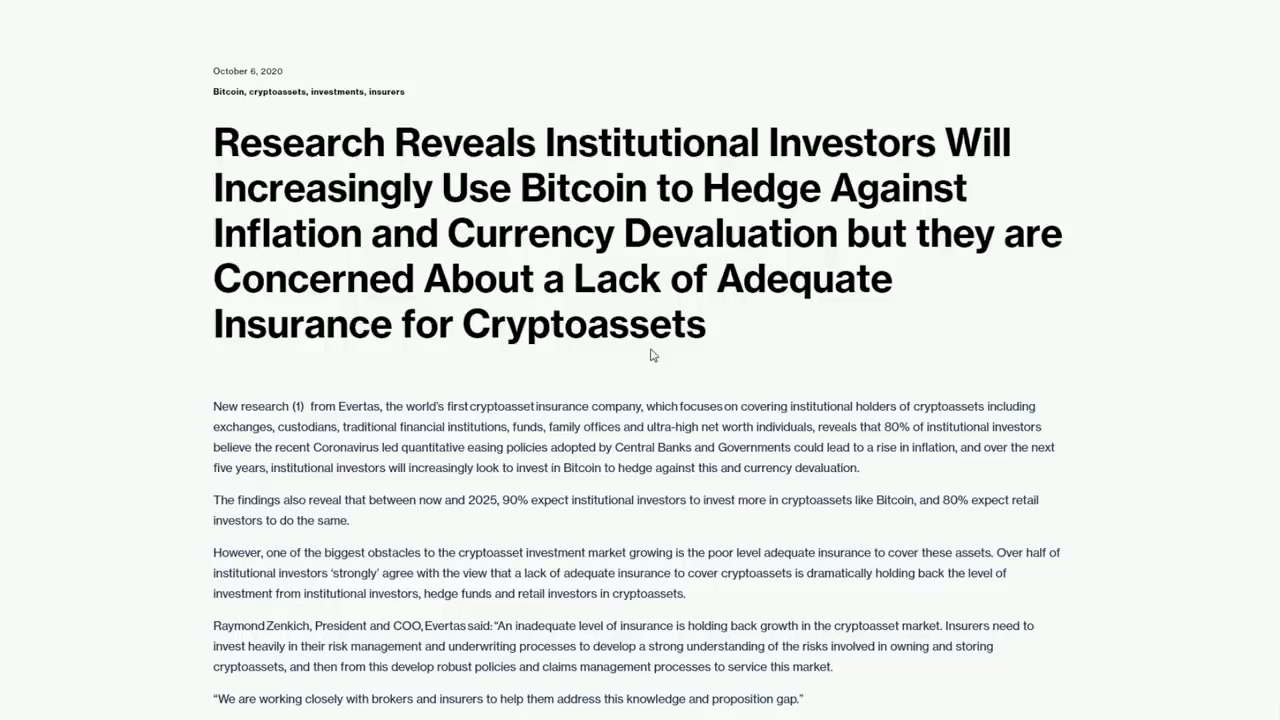 October 6, 2020
Bitcoin, cryptoassets, investments, insurers
Research Reveals Institutional Investors Will
Increasingly Use Bitcoin to Hedge Against
Inflation and Currency Devaluation but they are
Concerned About a Lack of Adequate
Insurance for Cryptoassets
New research (1) from Evertas, the world's first cryptoasset insurance company, which focuses on covering institutional holders of cryptoassets including
exchanges, custodians, traditional financial institutions, funds, family offices and ultra-high net worth individuals, reveals that 80% of institutional investors
believe the recent Coronavirus led quantitative easing policies adopted by Central Banks and Governments could lead to a rise in inflation, and over the next
five years, institutional investors will increasingly look to invest in Bitcoin to hedge against this and currency devaluation.
The findings also reveal that between now and 2025, 90% expect institutional investors to invest more in cryptoassets like Bitcoin, and 80% expect retail
investors to do the same.
However, one of the biggest obstacles to the cryptoasset investment market growing is the poor level adequate insurance to cover these assets. Over half of
institutional investors ‘strongly’ agree with the view that a lack of adequate insurance to cover cryptoassets is dramatically holding back the level of
investment from institutional investors, hedge funds and retail investors in cryptoassets.
Raymond Zenkich, President and COO, Evertas said: “An inadequate level of insurance is holding back growth in the cryptoasset market. Insurers need to
invest heavily in their risk management and underwriting processes to develop a strong understanding of the risks involved in owning and storing
cryptoassets, and then from this develop robust policies and claims management processes to service this market.
“We are working closely with brokers and insurers to help them address this knowledge and proposition gap.”